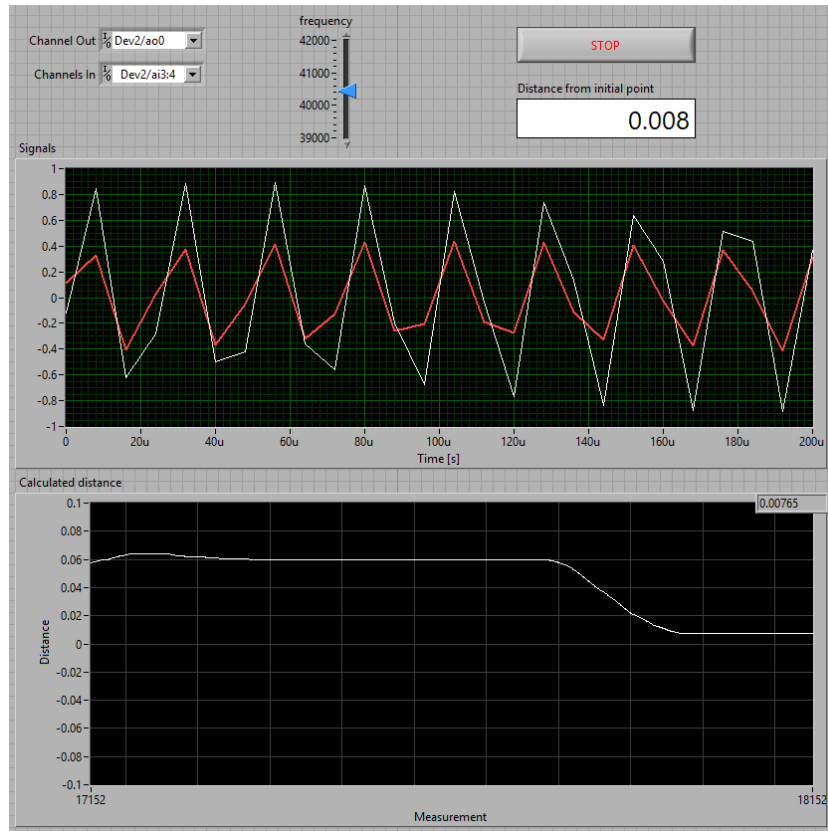 frequency
Channel Out Dev2/ao0
42000
STOP
Channels In Dev2/ai3:4
41000
Distance from initial point
40000
0.008
39000
Signals
1
0.8
0.6
0.4
0.2
0
-0.2
-0.4
-0.6
-0.8
-1
0 20u 40u 60u 80u 100u 120u 140u 160u 180u 200u
Time [s]
Calculated distance
0.00765
0.1
0.08
0.06
0.04
0.02
0
-0.02
-0.04
-0.06
-0.08
-0.1
Distance
17152 18152
Measurement